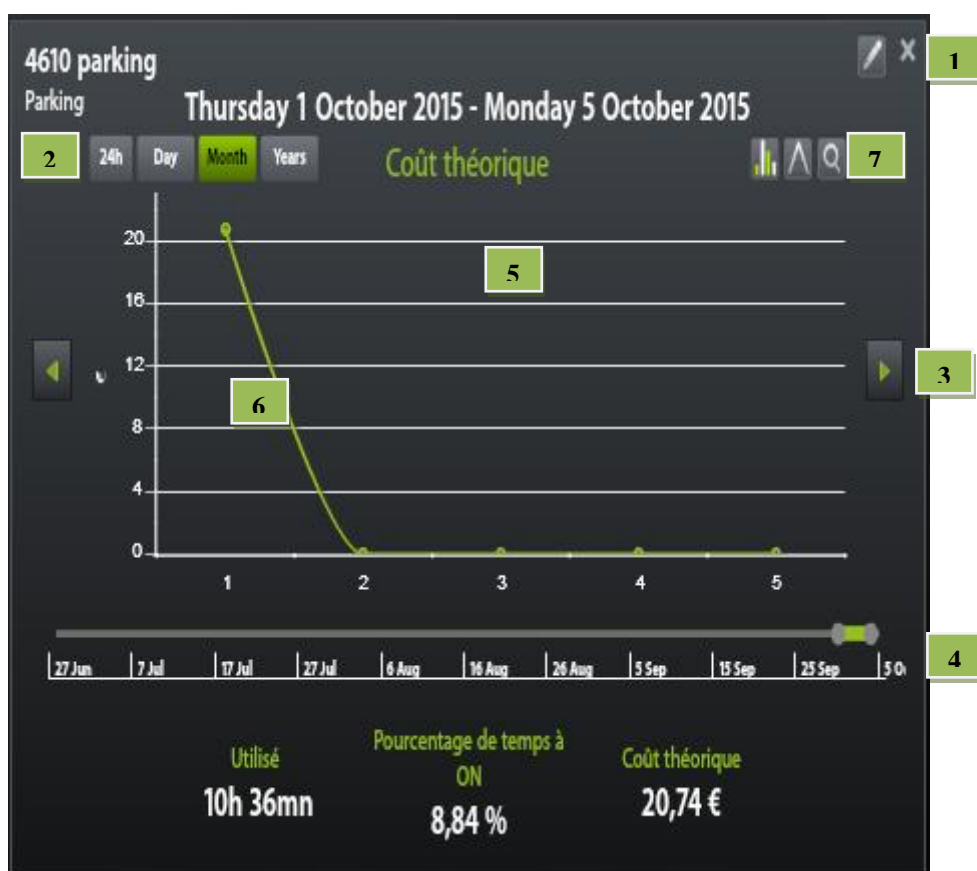 4610 parking
1
Parking
Thursday 1 October 2015 - Monday 5 October 2015
2
24h Day Month Years
Coût théorique
7
20
5
16
12
3
6
8
4
0
1 2 3 4 5
4
27 Jun 7 Jul 17 Jul 27 Jul 6 Aug 16 Aug 26 Aug 5 Sep 15 Sep 25 Sep 5 O
Utilisé
10h 36mn
Pourcentage de temps à
ON
8,84 %
Coût théorique
20,74 €